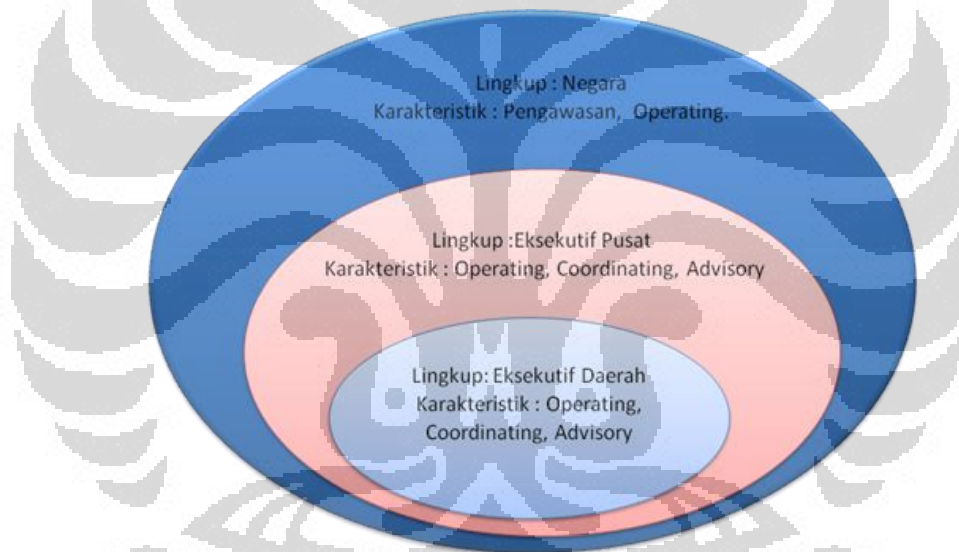 Lingkup : Negara
Karakteristik : Pengawasan, Operating.
Lingkup :Eksekutif Pusat
Karakteristik : Operating, Coordinating, Advisory
Lingkup: Eksekutif Daerah
Karakteristik : Operating,
Coordinating, Advisory